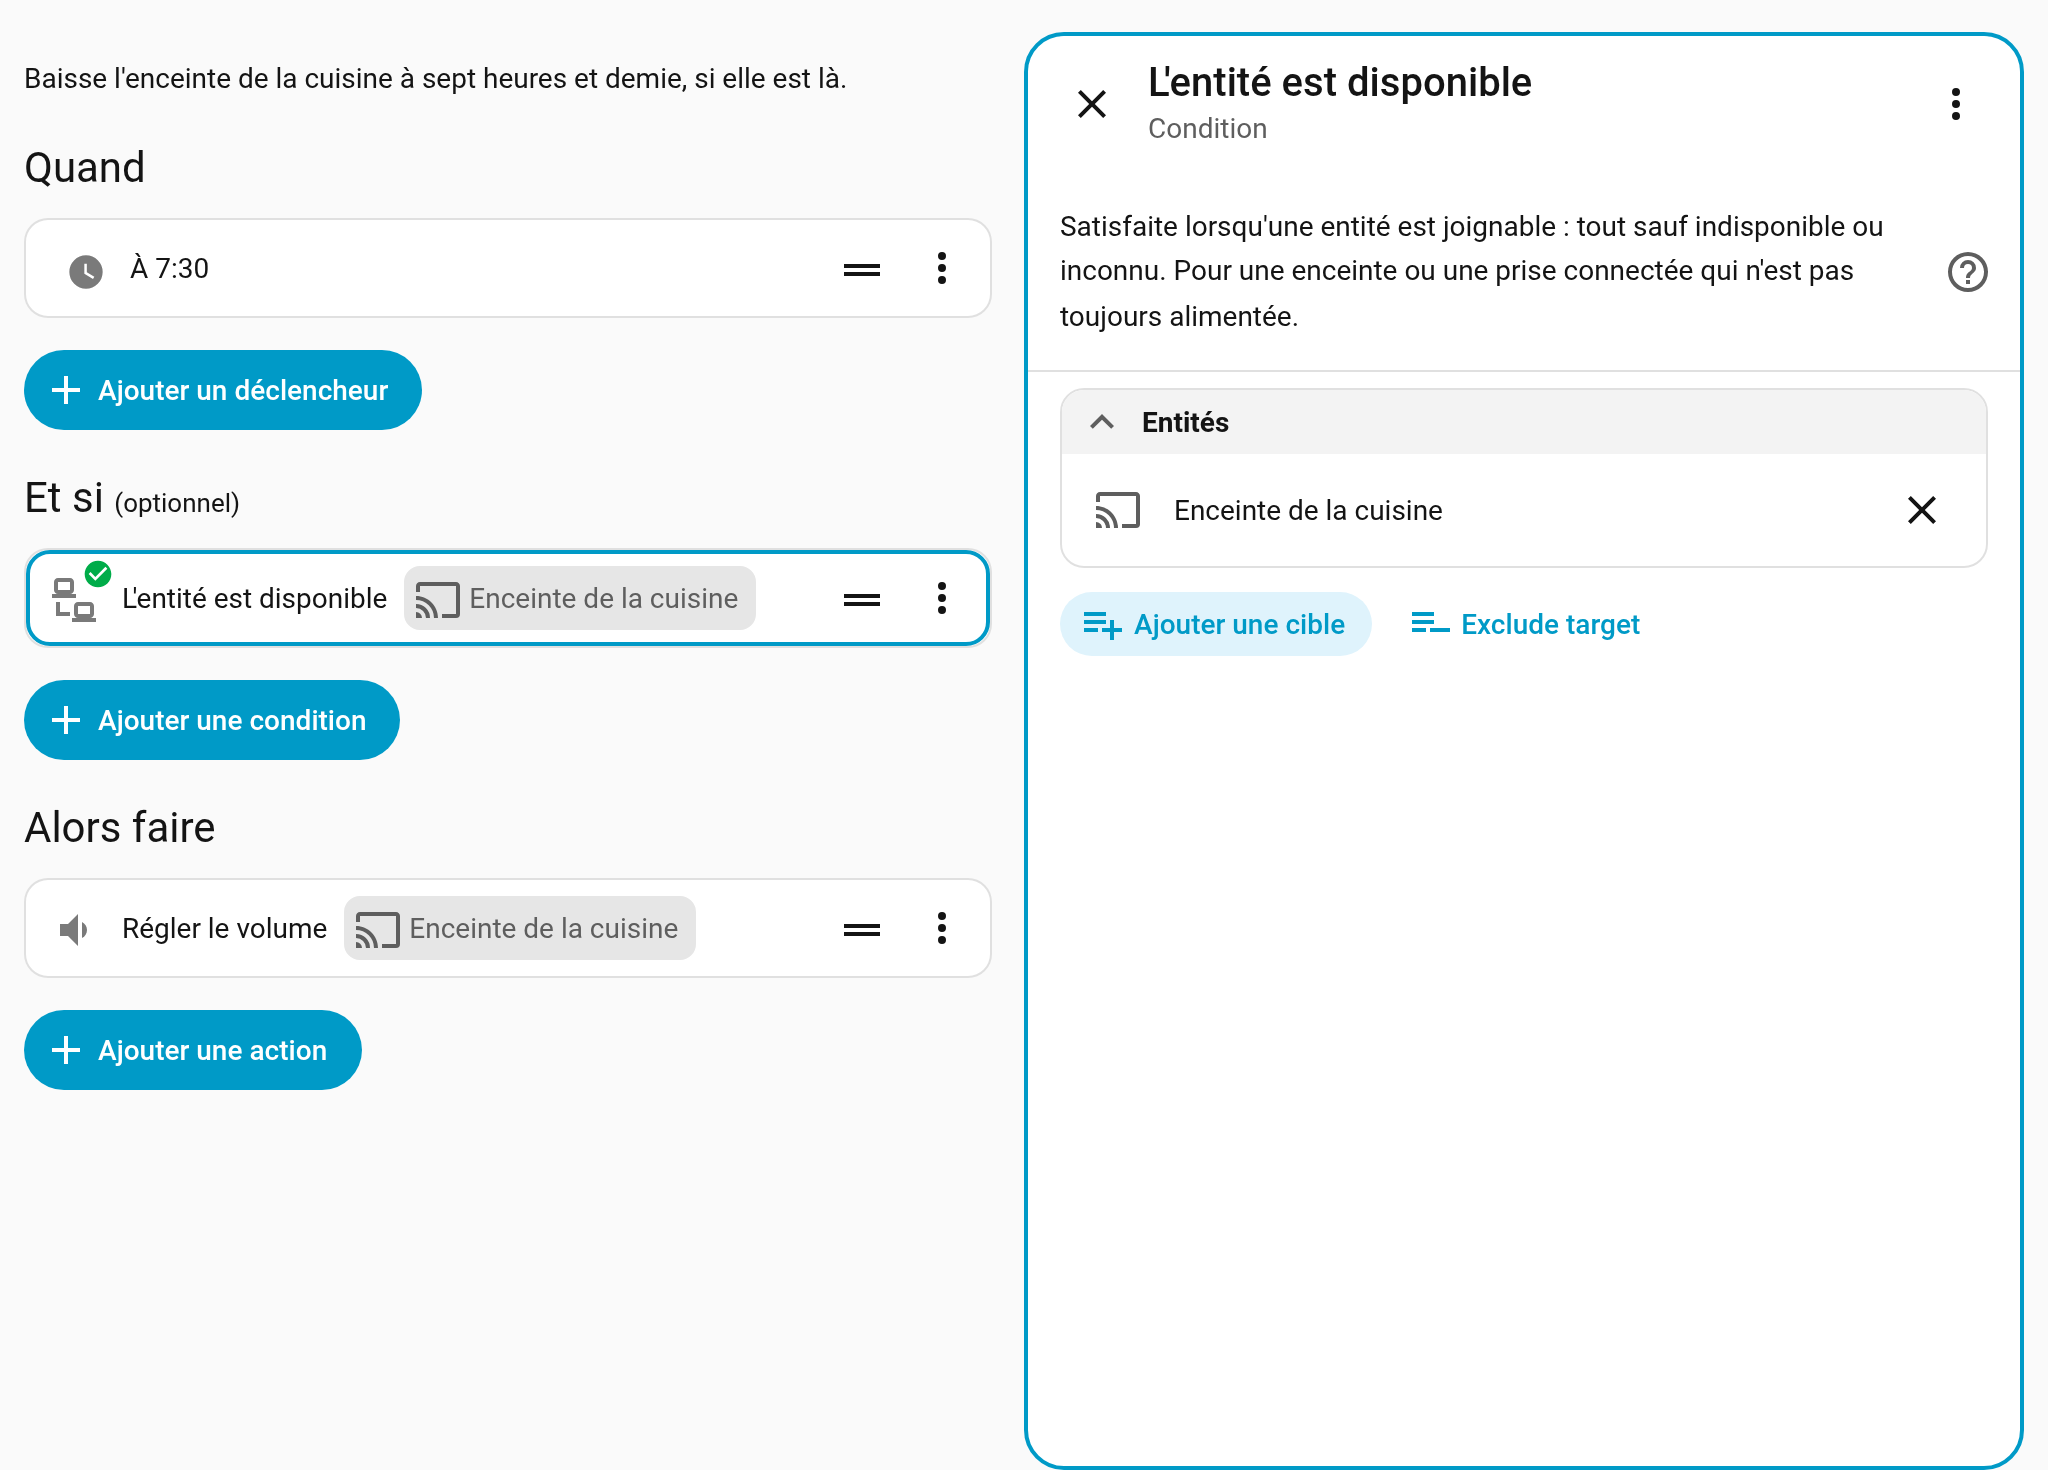 Baisse l'enceinte de la cuisine à sept heures et demie, si elle est là.
Quand
À 7:30
Ajouter un déclencheur
Et si (optionnel)
L'entité est disponible Enceinte de la cuisine
Ajouter une condition
Alors faire
Régler le volume Enceinte de la cuisine
Ajouter une action
L'entité est disponible
Condition
Satisfaite lorsqu'une entité est joignable : tout sauf indisponible ou
inconnu. Pour une enceinte ou une prise connectée qui n'est pas
toujours alimentée.
Entités
Enceinte de la cuisine
Ajouter une cible Exclude target